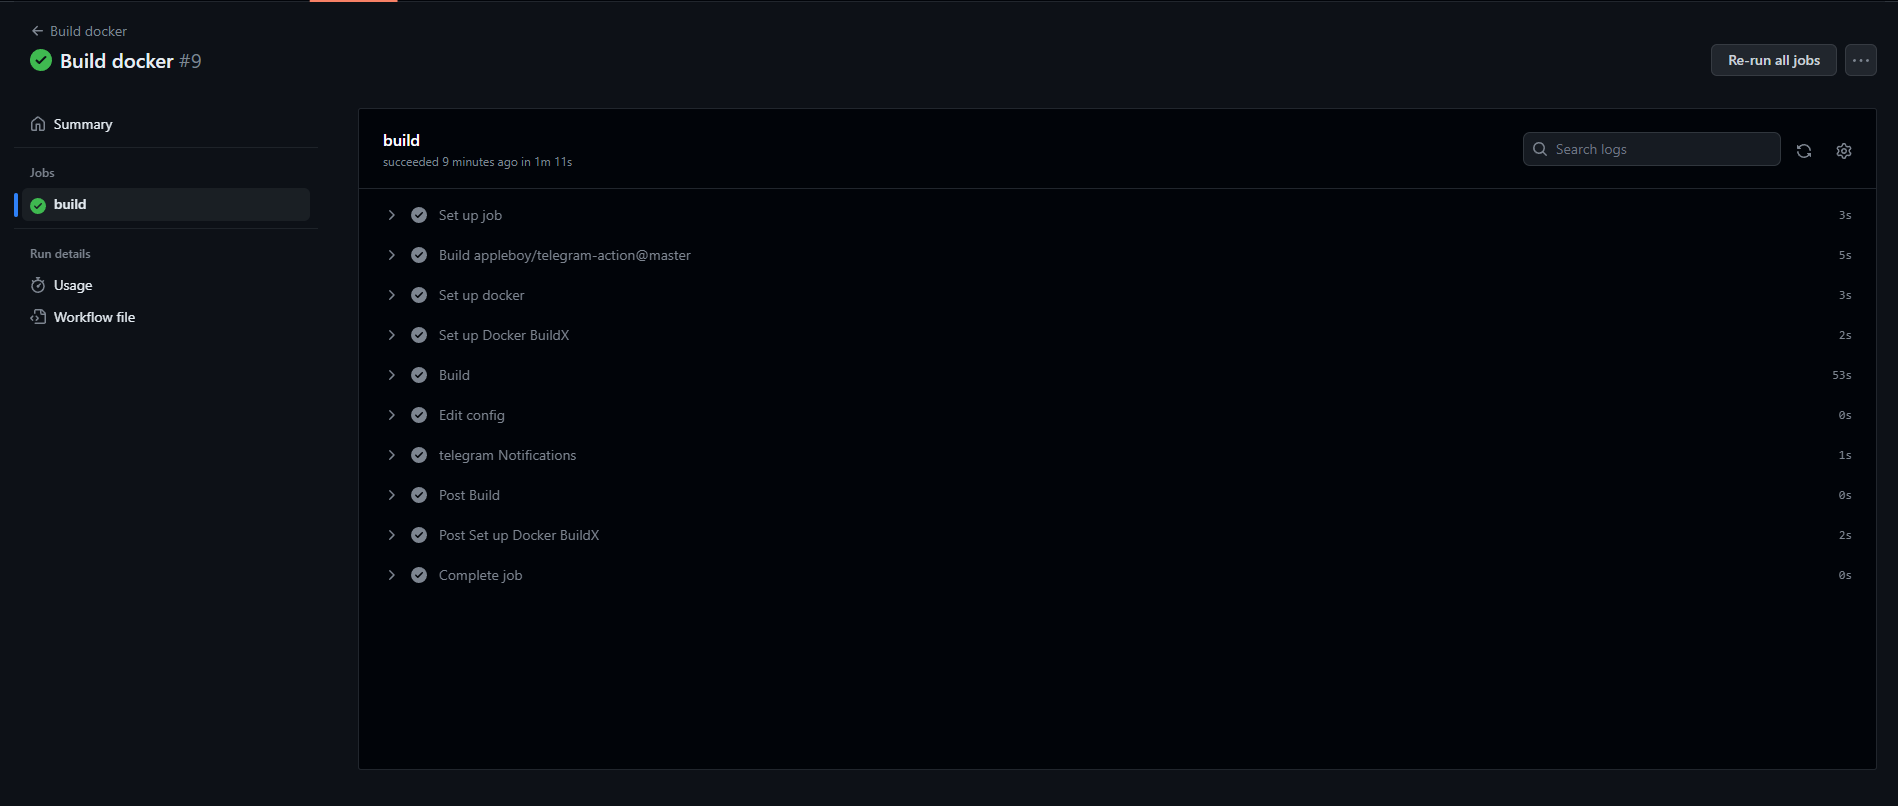 Build docker
Build docker #9
Re-run all jobs
Summary
Jobs
build
Run details
Usage
Workflow file
build
succeeded 9 minutes ago in 1m 11s
Search logs
Set up job 3s
Build appleboy/telegram-action@master 5s
Set up docker 3s
Set up Docker BuildX 2s
Build 53s
Edit config 0s
telegram Notifications 1s
Post Build 0s
Post Set up Docker BuildX 2s
Complete job 0s